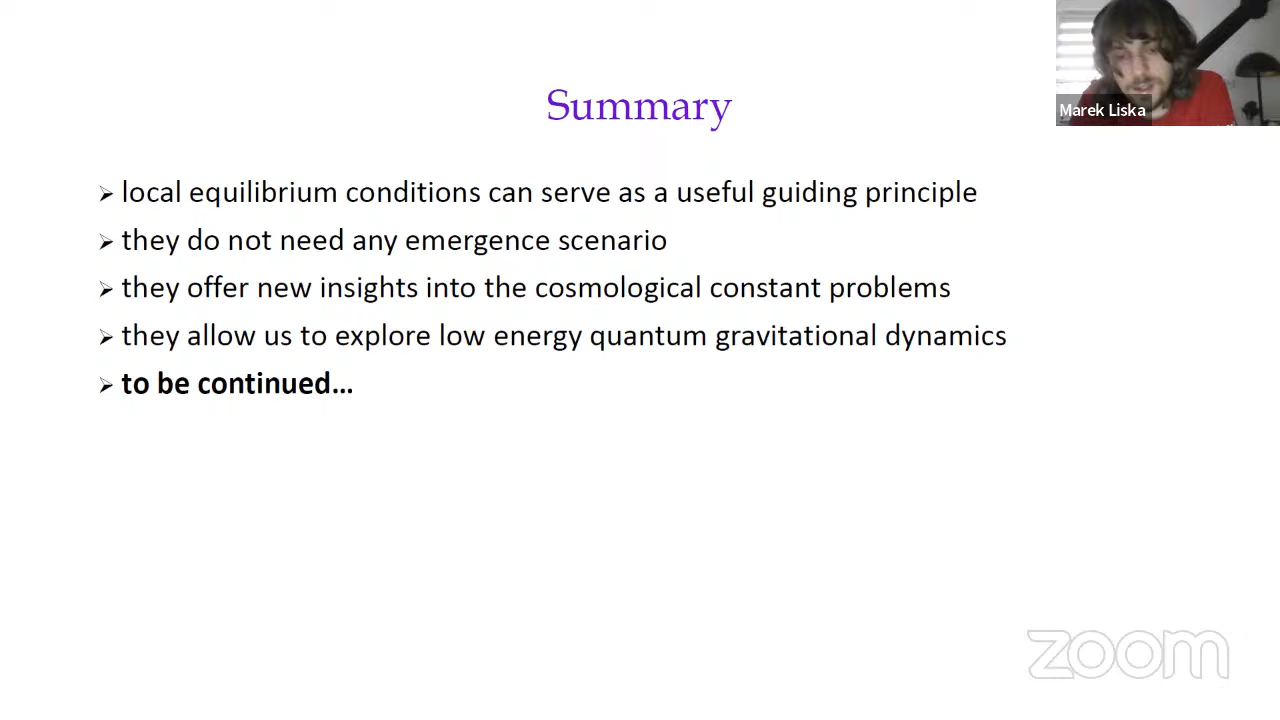 Summary
Marek Liska
➢ local equilibrium conditions can serve as a useful guiding principle
➢ they do not need any emergence scenario
➢ they offer new insights into the cosmological constant problems
➢ they allow us to explore low energy quantum gravitational dynamics
➢ to be continued…
zoom